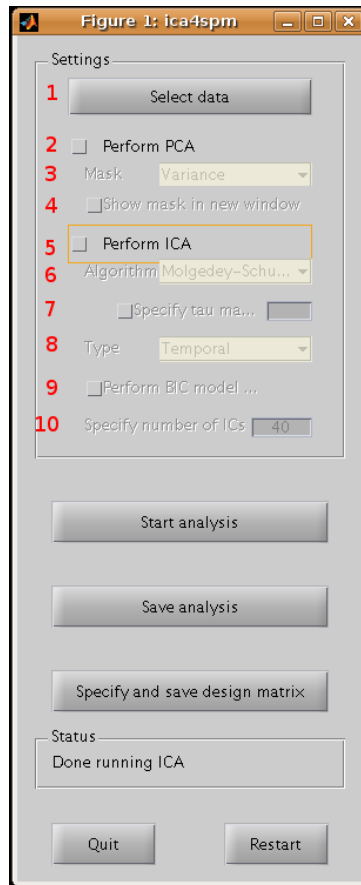 Figure 1: ica4spm
Settings
1 Select data
2 Perform PCA
3 Mask Variance
4 Show mask in new window
5 Perform ICA
6 Algorithm Molgedey-Schu...
7 Specify tau ma...
8 Type Temporal
9 Perform BIC model ...
10 Specify number of ICs 40
Start analysis
Save analysis
Specify and save design matrix
Status
Done running ICA
Quit Restart